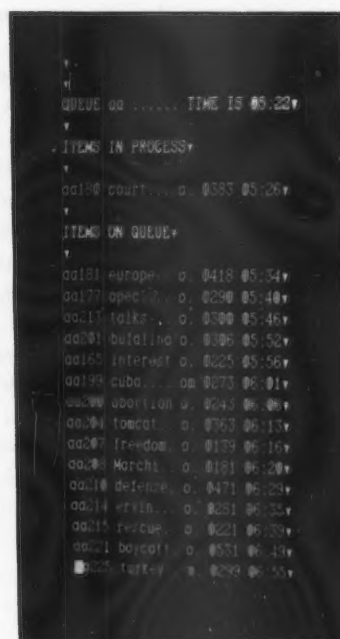 QUEUE aa ...... TIME IS 05:22
ITEMS IN PROCESS
aa180 court.... a. 0383 05:26
ITEMS ON QUEUE
aa181 europe... a. 0418 05:34
aa177 opec a. 0290 05:40
aa213 talks a. 0300 05:46
aa201 bufalino a. 0306 05:52
aa165 interest a. 0225 05:56
aa199 cuba..... am 0273 06:01
aa200 abortion a. 0243 06:06
aa204 tomcat... a. 0363 06:13
aa207 freedom. a. 0139 06:16
aa208 Marchi... a. 0181 06:20
aa210 defense. a. 0471 06:29
aa214 ervin.... a. 0281 06:35
aa215 rescue.. a. 0221 06:39
aa221 boycott. a. 0531 06:49
a225 turkey.. m. 0299 06:55